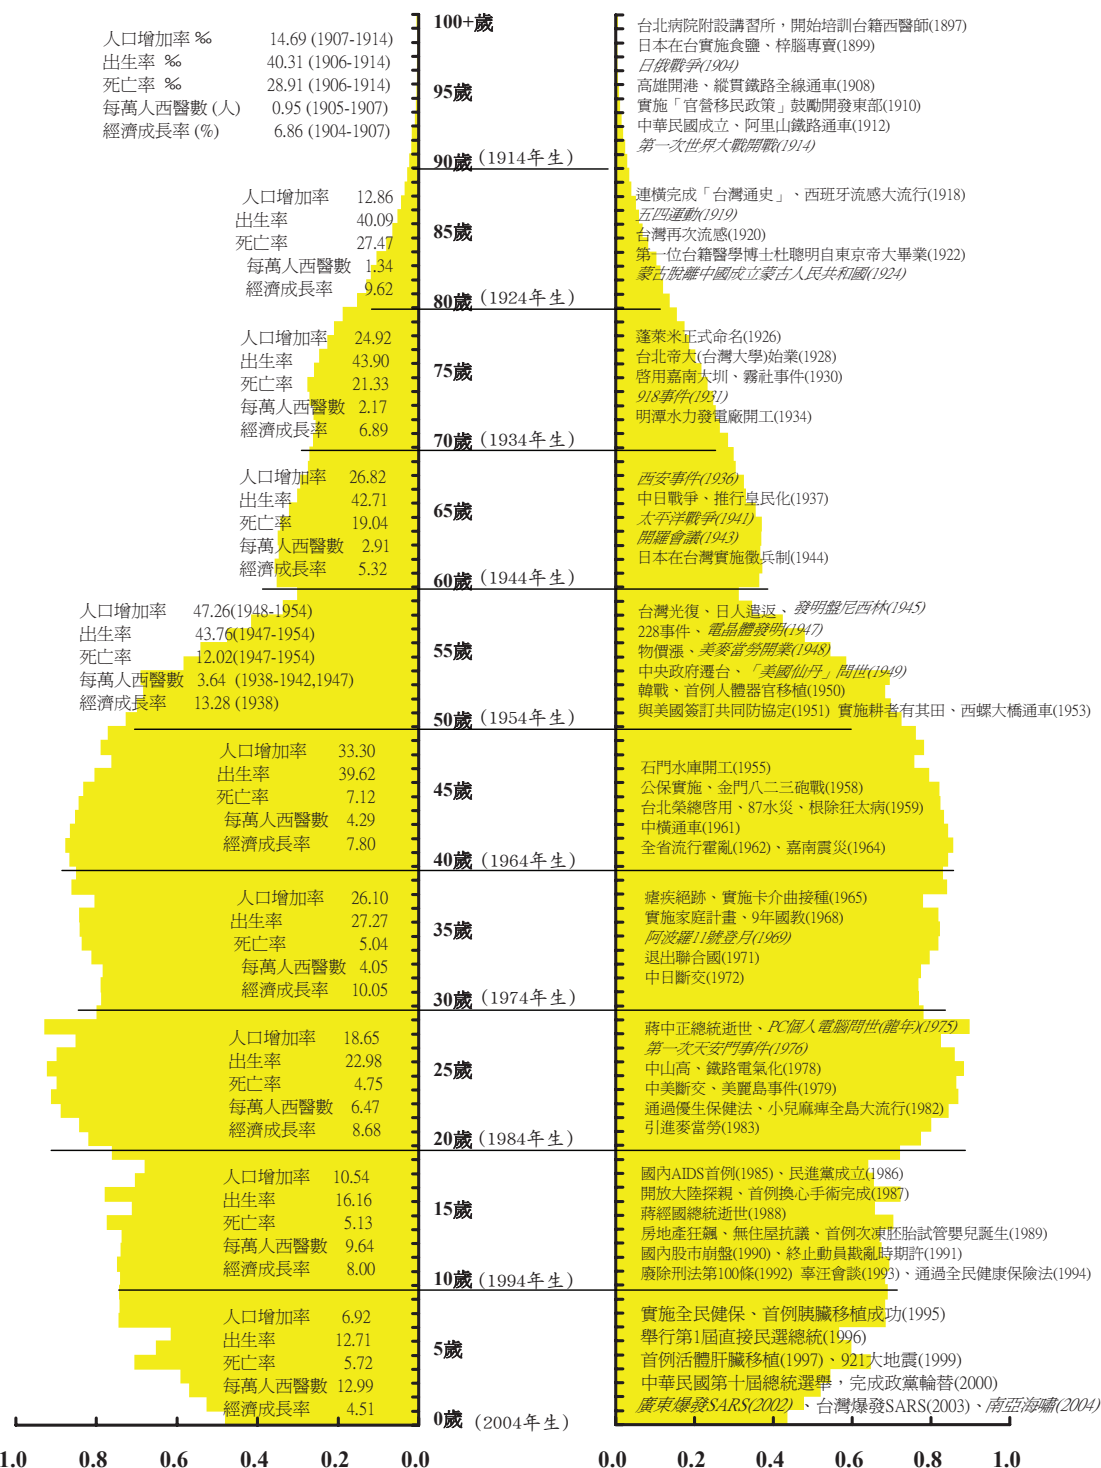 100+歲
人口增加率 ‰ 14.69 (1907-1914)
出生率 ‰ 40.31 (1906-1914)
死亡率 ‰ 28.91 (1906-1914)
每萬人西醫數 (人) 0.95 (1905-1907)
經濟成長率 (%) 6.86 (1904-1907)
95歲
90歲 (1914年生)
台北病院附設講習所，開始培訓台籍西醫師(1897)
日本在台實施食鹽、梓腦專賣(1899)
日俄戰爭(1904)
高雄開港、縱貫鐵路全線通車(1908)
實施「官營移民政策」鼓勵開發東部(1910)
中華民國成立、阿里山鐵路通車(1912)
第一次世界大戰開戰(1914)
人口增加率 12.86
出生率 40.09
死亡率 27.47
每萬人西醫數 1.34
經濟成長率 9.62
85歲
80歲 (1924年生)
連橫完成「台灣通史」、西班牙流感大流行(1918)
五四運動(1919)
台灣再次流感(1920)
第一位台籍醫學博士杜聰明自東京帝大畢業(1922)
蒙古脫離中國成立蒙古人民共和國(1924)
人口增加率 24.92
出生率 43.90
死亡率 21.33
每萬人西醫數 2.17
經濟成長率 6.89
75歲
70歲 (1934年生)
蓬萊米正式命名(1926)
台北帝大(台灣大學)始業(1928)
啓用嘉南大圳、霧社事件(1930)
918事件(1931)
明潭水力發電廠開工(1934)
人口增加率 26.82
出生率 42.71
死亡率 19.04
每萬人西醫數 2.91
經濟成長率 5.32
65歲
60歲 (1944年生)
西安事件(1936)
中日戰爭、推行皇民化(1937)
太平洋戰爭(1941)
開羅會議(1943)
日本在台灣實施徵兵制(1944)
人口增加率 47.26(1948-1954)
出生率 43.76(1947-1954)
死亡率 12.02(1947-1954)
每萬人西醫數 3.64 (1938-1942,1947)
經濟成長率 13.28 (1938)
55歲
50歲 (1954年生)
台灣光復、日人遣返、發明盤尼西林(1945)
228事件、電晶體發明(1947)
物價漲、美麥當勞開業(1948)
中央政府遷台、「美國仙丹」問世(1949)
韓戰、首例人體器官移植(1950)
與美國簽訂共同防協定(1951) 實施耕者有其田、西螺大橋通車(1953)
人口增加率 33.30
出生率 39.62
死亡率 7.12
每萬人西醫數 4.29
經濟成長率 7.80
45歲
40歲 (1964年生)
石門水庫開工(1955)
公保實施、金門八二三砲戰(1958)
台北榮總啓用、87水災、根除狂太病(1959)
中橫通車(1961)
全省流行霍亂(1962)、嘉南震災(1964)
人口增加率 26.10
出生率 27.27
死亡率 5.04
每萬人西醫數 4.05
經濟成長率 10.05
35歲
30歲 (1974年生)
瘧疾絕跡、實施卡介曲接種(1965)
實施家庭計畫、9年國教(1968)
阿波羅11號登月(1969)
退出聯合國(1971)
中日斷交(1972)
人口增加率 18.65
出生率 22.98
死亡率 4.75
每萬人西醫數 6.47
經濟成長率 8.68
25歲
20歲 (1984年生)
蔣中正總統逝世、PC個人電腦問世(龍年)(1975)
第一次天安門事件(1976)
中山高、鐵路電氣化(1978)
中美斷交、美麗島事件(1979)
通過優生保健法、小兒麻痺全島大流行(1982)
引進麥當勞(1983)
人口增加率 10.54
出生率 16.16
死亡率 5.13
每萬人西醫數 9.64
經濟成長率 8.00
15歲
10歲 (1994年生)
國內AIDS首例(1985)、民進黨成立(1986)
開放大陸探親、首例換心手術完成(1987)
蔣經國總統逝世(1988)
房地產狂飆、無住屋抗議、首例次凍胚胎試管嬰兒誕生(1989)
國內股市崩盤(1990)、終止動員戡亂時期許(1991)
廢除刑法第100條(1992) 辜汪會談(1993)、通過全民健康保險法(1994)
人口增加率 6.92
出生率 12.71
死亡率 5.72
每萬人西醫數 12.99
經濟成長率 4.51
5歲
0歲 (2004年生)
實施全民健保、首例胰臟移植成功(1995)
舉行第1屆直接民選總統(1996)
首例活體肝臟移植(1997)、921大地震(1999)
中華民國第十屆總統選舉，完成政黨輪替(2000)
廣東爆發SARS(2002)、台灣爆發SARS(2003)、南亞海嘯(2004)
1.0 0.8 0.6 0.4 0.2 0.0 0.0 0.2 0.4 0.6 0.8 1.0